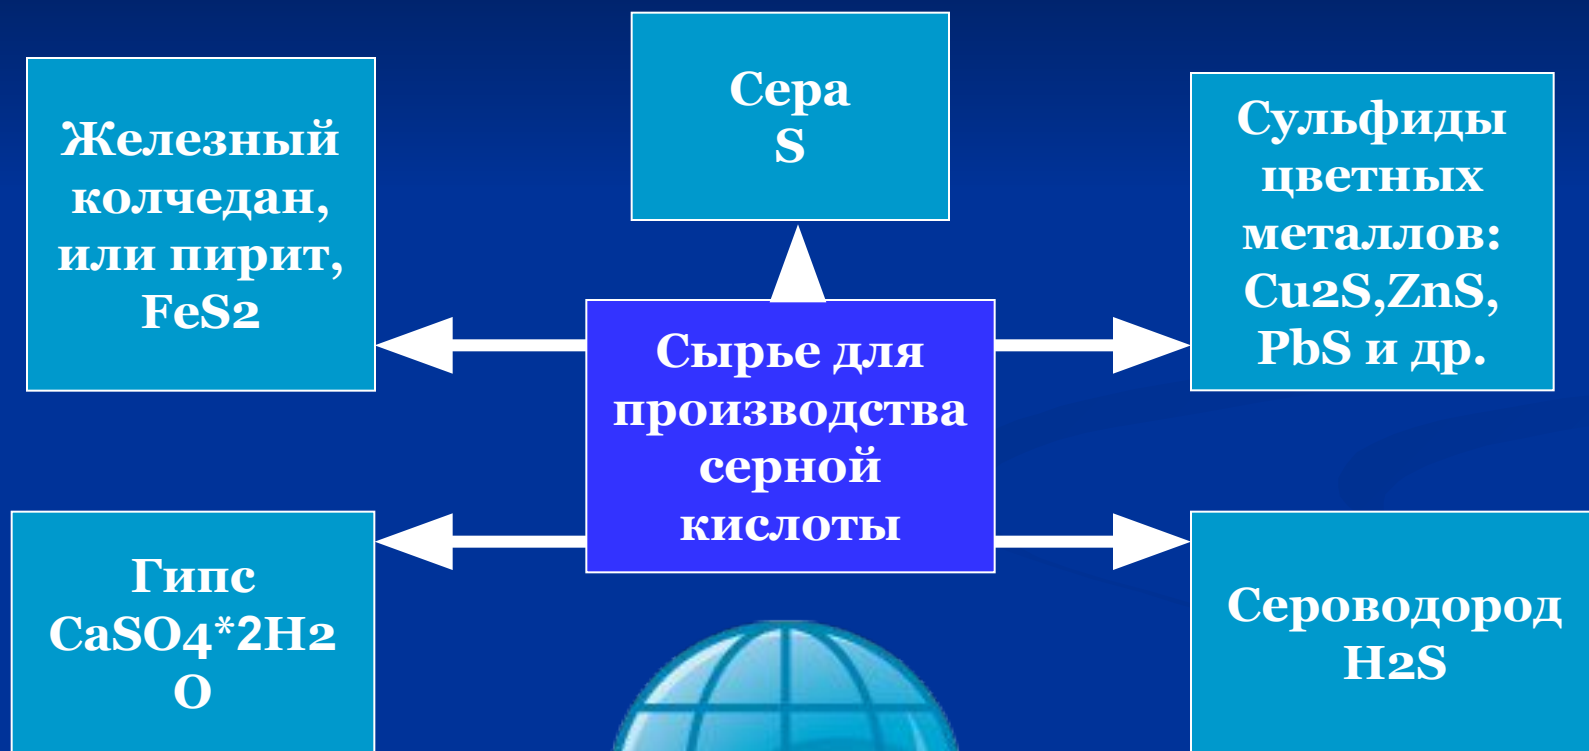 Сера
S
Железный
колчедан,
или пирит,
FeS2
Сульфиды
цветных
металлов:
Cu2S,ZnS,
PbS и др.
Сырье для
производства
серной
кислоты
Гипс
CaSO4*2H2
O
Сероводород
H2S